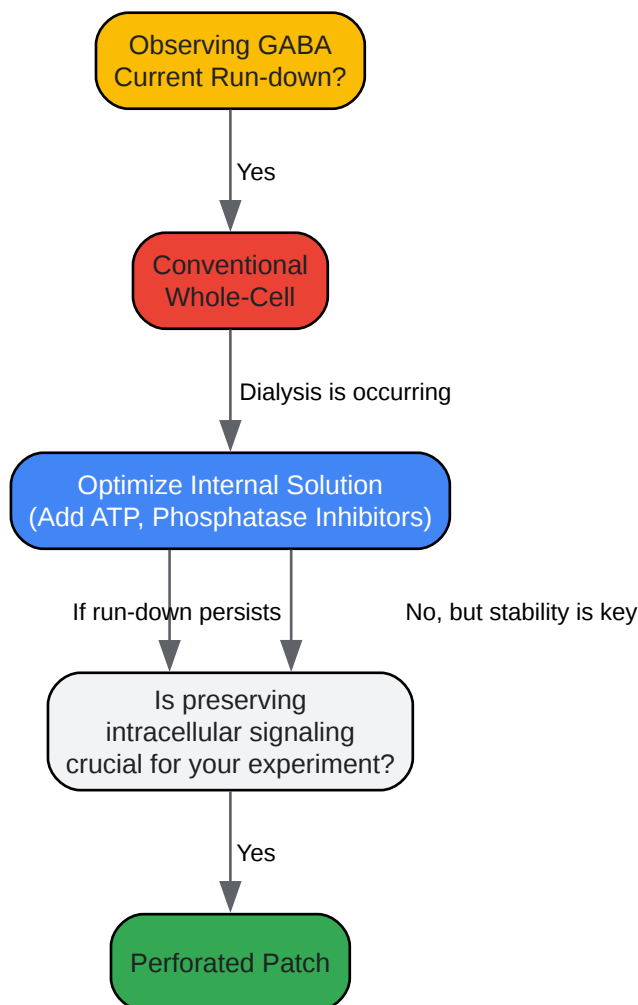 Observing GABA
Current Run-down?
Yes
Conventional
Whole-Cell
Dialysis is occurring
Optimize Internal Solution
(Add ATP, Phosphatase Inhibitors)
If run-down persists
No, but stability is key
Is preserving
intracellular signaling
crucial for your experiment?
Yes
Perforated Patch